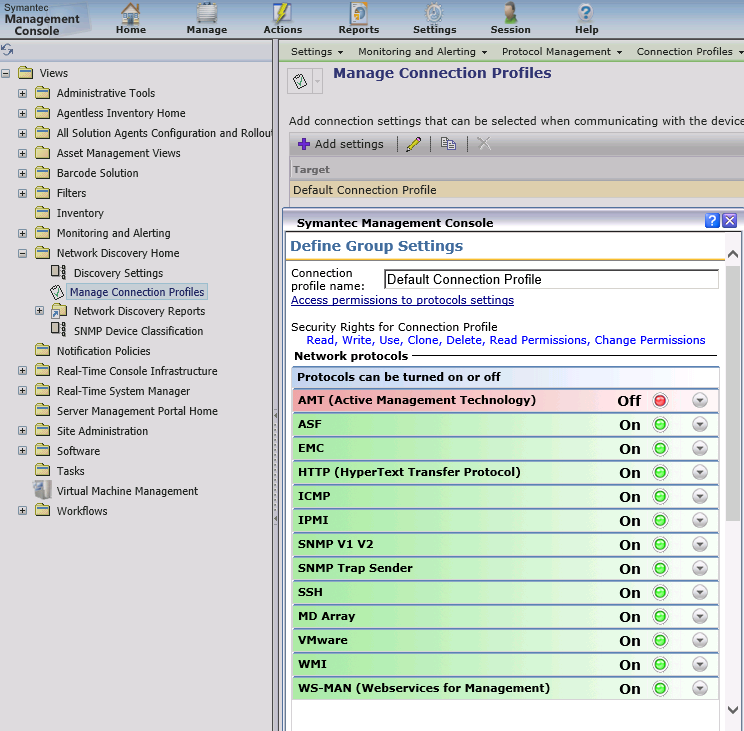 Symantec
Management
Console
Home
Manage
Actions
Reports
Settings
Session
Help
Settings
Monitoring and Alerting
Protocol Management
Connection Profiles
Views
Administrative Tools
Agentless Inventory Home
All Solution Agents Configuration and Rollout
Asset Management Views
Barcode Solution
Filters
Inventory
Monitoring and Alerting
Network Discovery Home
Discovery Settings
Manage Connection Profiles
Network Discovery Reports
SNMP Device Classification
Notification Policies
Real-Time Console Infrastructure
Real-Time System Manager
Server Management Portal Home
Site Administration
Software
Tasks
Virtual Machine Management
Workflows
Manage Connection Profiles
Add connection settings that can be selected when communicating with the device
Add settings
Target
Default Connection Profile
Symantec Management Console
?
Define Group Settings
Connection
profile name:
Default Connection Profile
Access permissions to protocols settings
Security Rights for Connection Profile
Read, Write, Use, Clone, Delete, Read Permissions, Change Permissions
Network protocols
Protocols can be turned on or off
AMT (Active Management Technology) Off
ASF On
EMC On
HTTP (HyperText Transfer Protocol) On
ICMP On
IPMI On
SNMP V1 V2 On
SNMP Trap Sender On
SSH On
MD Array On
VMware On
WMI On
WS-MAN (Webservices for Management) On